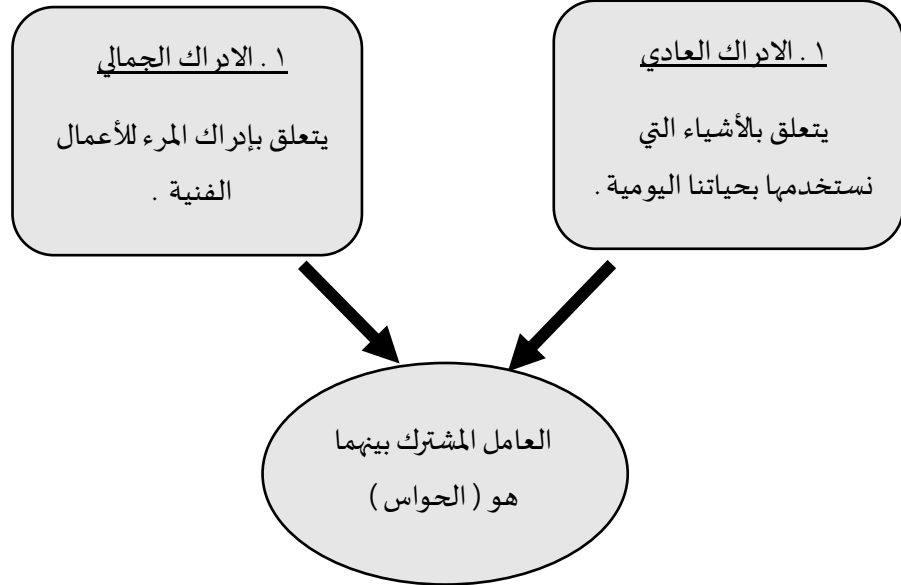 ١ . الادراك العادي
يتعلق بالأشياء التي
نستخدمها بحياتنا اليومية .
١ . الادراك الجمالي
يتعلق بإدراك المرء للأعمال
الفنية .
العامل المشترك بينهما
هو ( الحواس )